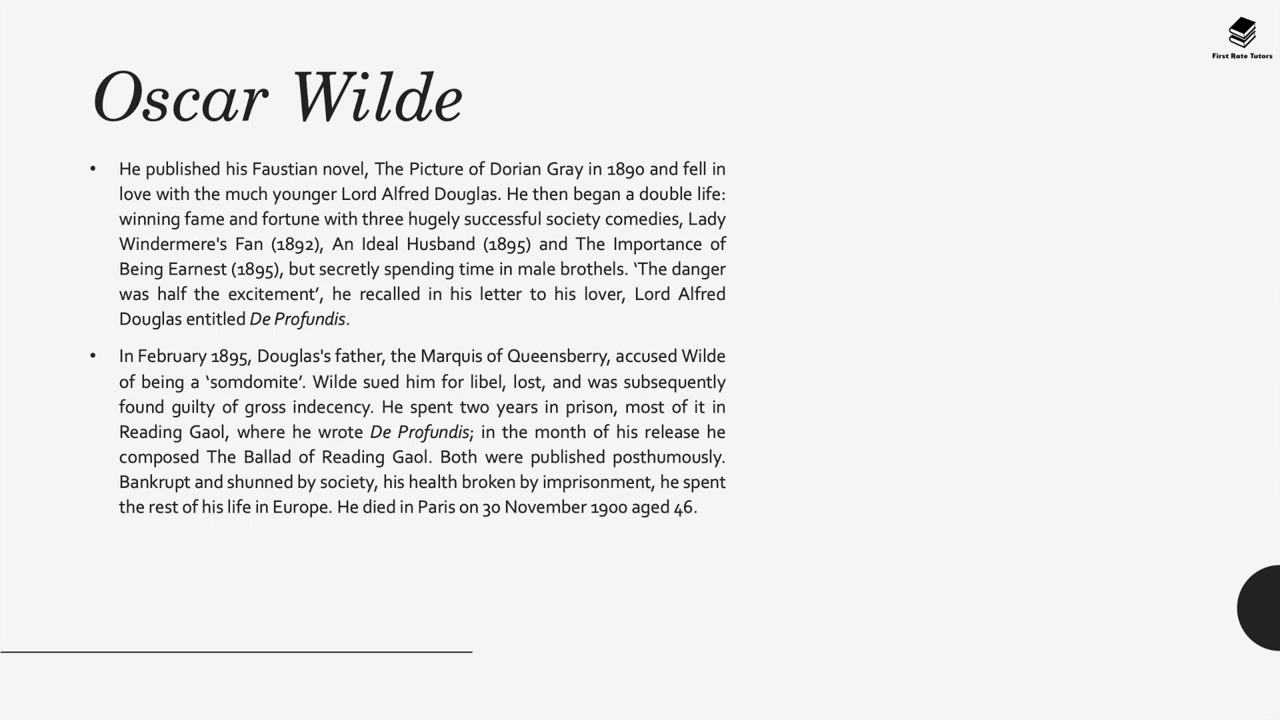 First Rate Tutors
Oscar Wilde
• He published his Faustian novel, The Picture of Dorian Gray in 1890 and fell in
love with the much younger Lord Alfred Douglas. He then began a double life:
winning fame and fortune with three hugely successful society comedies, Lady
Windermere's Fan (1892), An Ideal Husband (1895) and The Importance of
Being Earnest (1895), but secretly spending time in male brothels. ‘The danger
was half the excitement’, he recalled in his letter to his lover, Lord Alfred
Douglas entitled De Profundis.
• In February 1895, Douglas's father, the Marquis of Queensberry, accused Wilde
of being a ‘somdomite’. Wilde sued him for libel, lost, and was subsequently
found guilty of gross indecency. He spent two years in prison, most of it in
Reading Gaol, where he wrote De Profundis; in the month of his release he
composed The Ballad of Reading Gaol. Both were published posthumously.
Bankrupt and shunned by society, his health broken by imprisonment, he spent
the rest of his life in Europe. He died in Paris on 30 November 1900 aged 46.